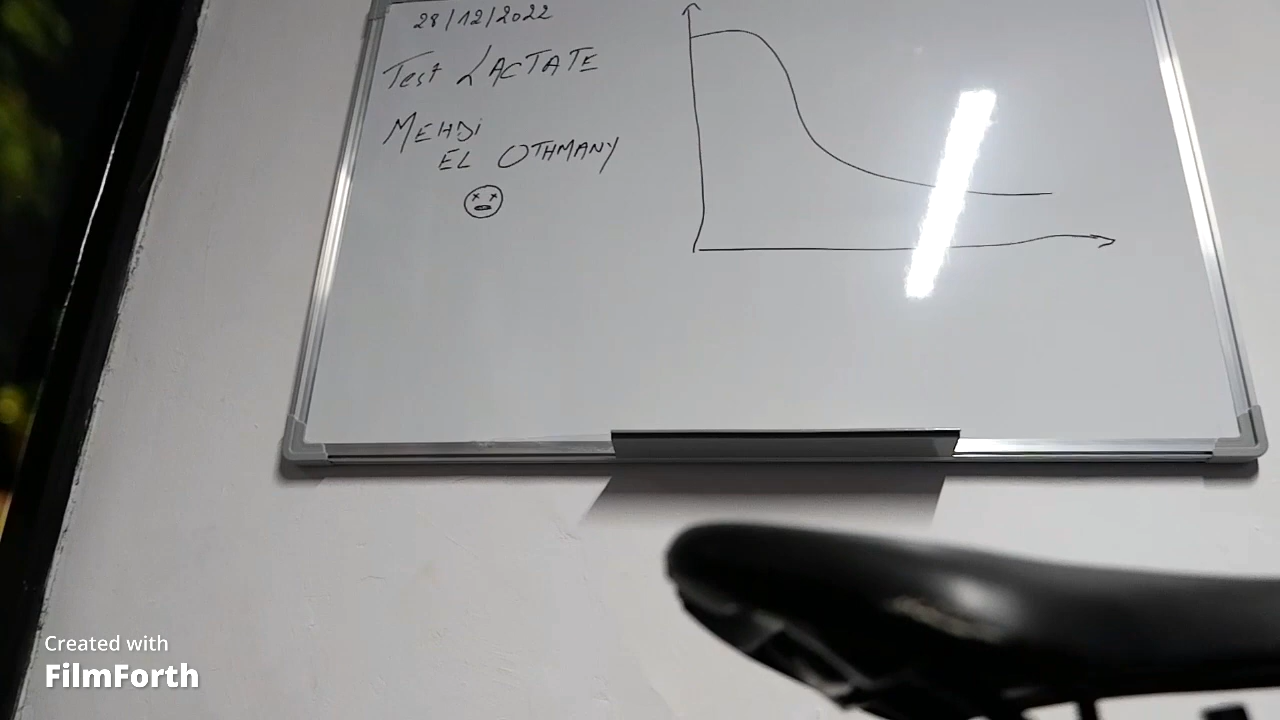 28/12/2022
Test LACTATE
MEHDi
EL OTHMANY
Created with
FilmForth